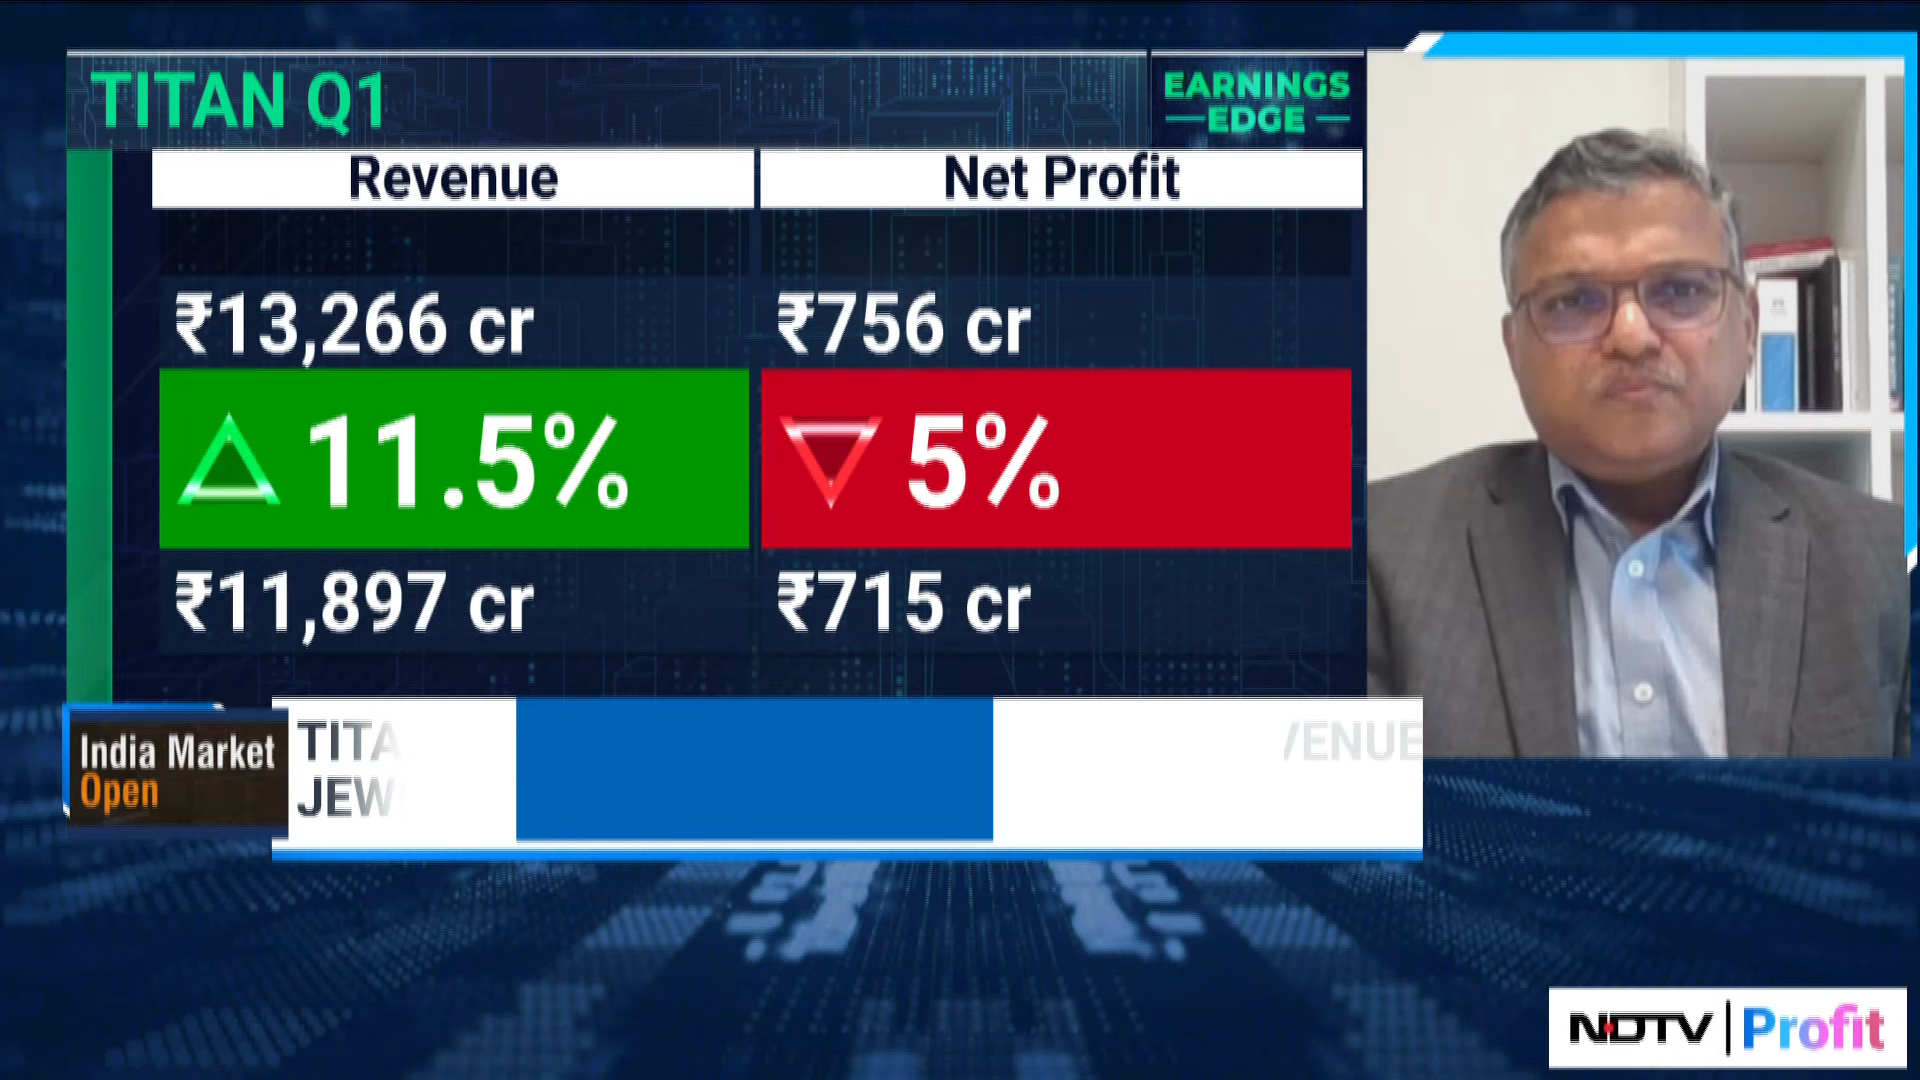 TITAN Q1
EARNINGS
EDGE
Revenue
Net Profit
₹13,266 cr
₹756 cr
11.5%
5%
₹11,897 cr
₹715 cr
India Market
Open
TITA
JEW
VENUE
NDTV | Profit